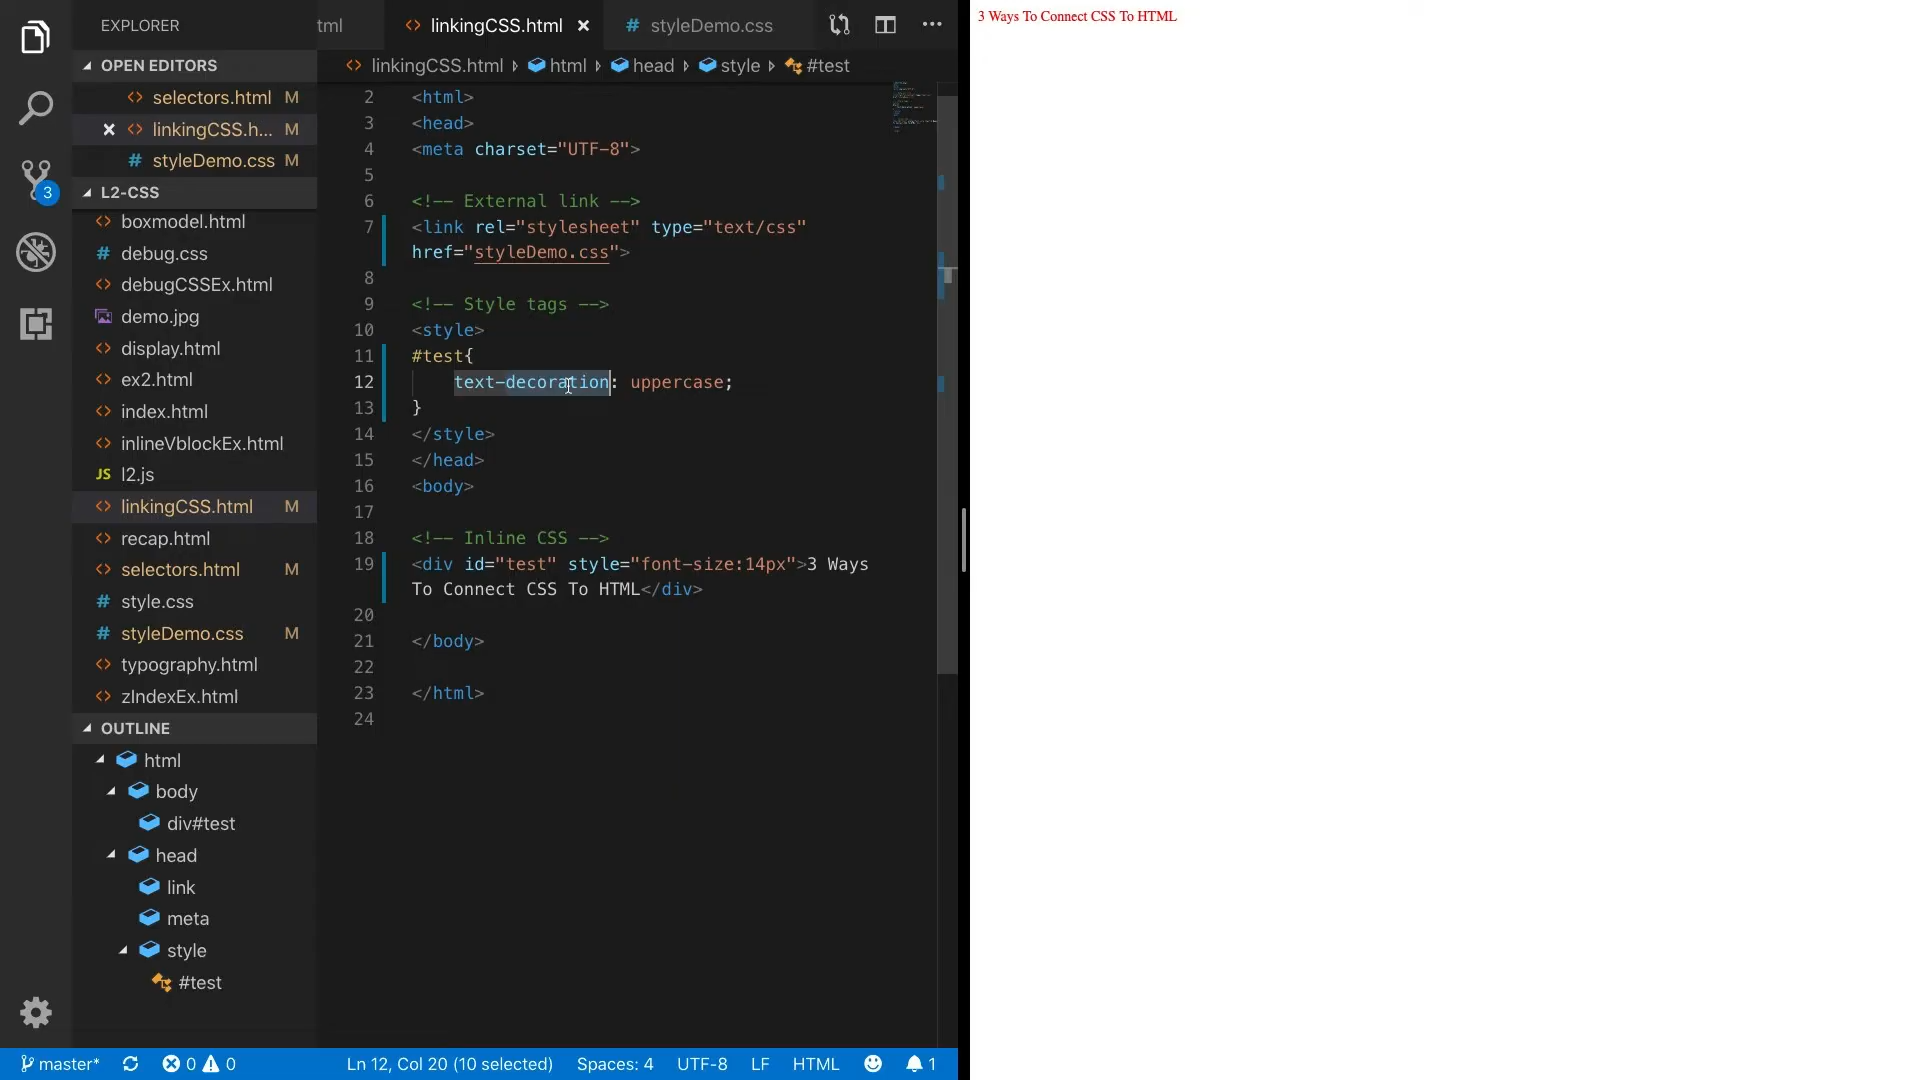 EXPLORER
OPEN EDITORS
selectors.html M
linkingCSS.h... M
styleDemo.css M
L2-CSS
boxmodel.html
debug.css
debugCSSEx.html
demo.jpg
display.html
ex2.html
index.html
inlineVblockEx.html
JS l2.js
linkingCSS.html M
recap.html
selectors.html M
style.css
styleDemo.css M
typography.html
zIndexEx.html
OUTLINE
html
body
div#test
head
link
meta
style
#test
3
tml
linkingCSS.html
# styleDemo.css
linkingCSS.html html head style #test
2 <html>
3 <head>
4 <meta charset="UTF-8">
5
6 <!-- External link -->
7 <link rel="stylesheet" type="text/css"
href="styleDemo.css">
8
9 <!-- Style tags -->
10 <style>
11 #test{
12 text-decoration: uppercase;
13 }
14 </style>
15 </head>
16 <body>
17
18 <!-- Inline CSS -->
19 <div id="test" style="font-size:14px">3 Ways
To Connect CSS To HTML</div>
20
21 </body>
22
23 </html>
24
master* 0 0 Ln 12, Col 20 (10 selected) Spaces: 4 UTF-8 LF HTML 1
3 Ways To Connect CSS To HTML